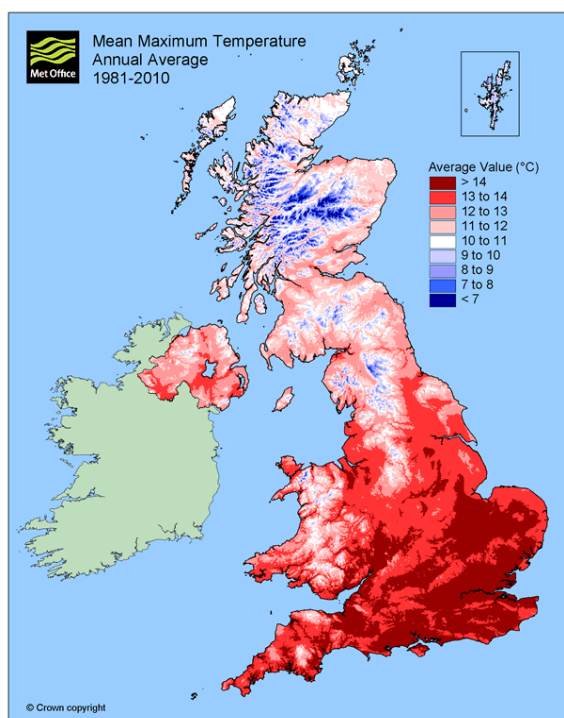 Met Office
Mean Maximum Temperature
Annual Average
1981-2010
Average Value (°C)
> 14
13 to 14
12 to 13
11 to 12
10 to 11
9 to 10
8 to 9
7 to 8
< 7
© Crown copyright